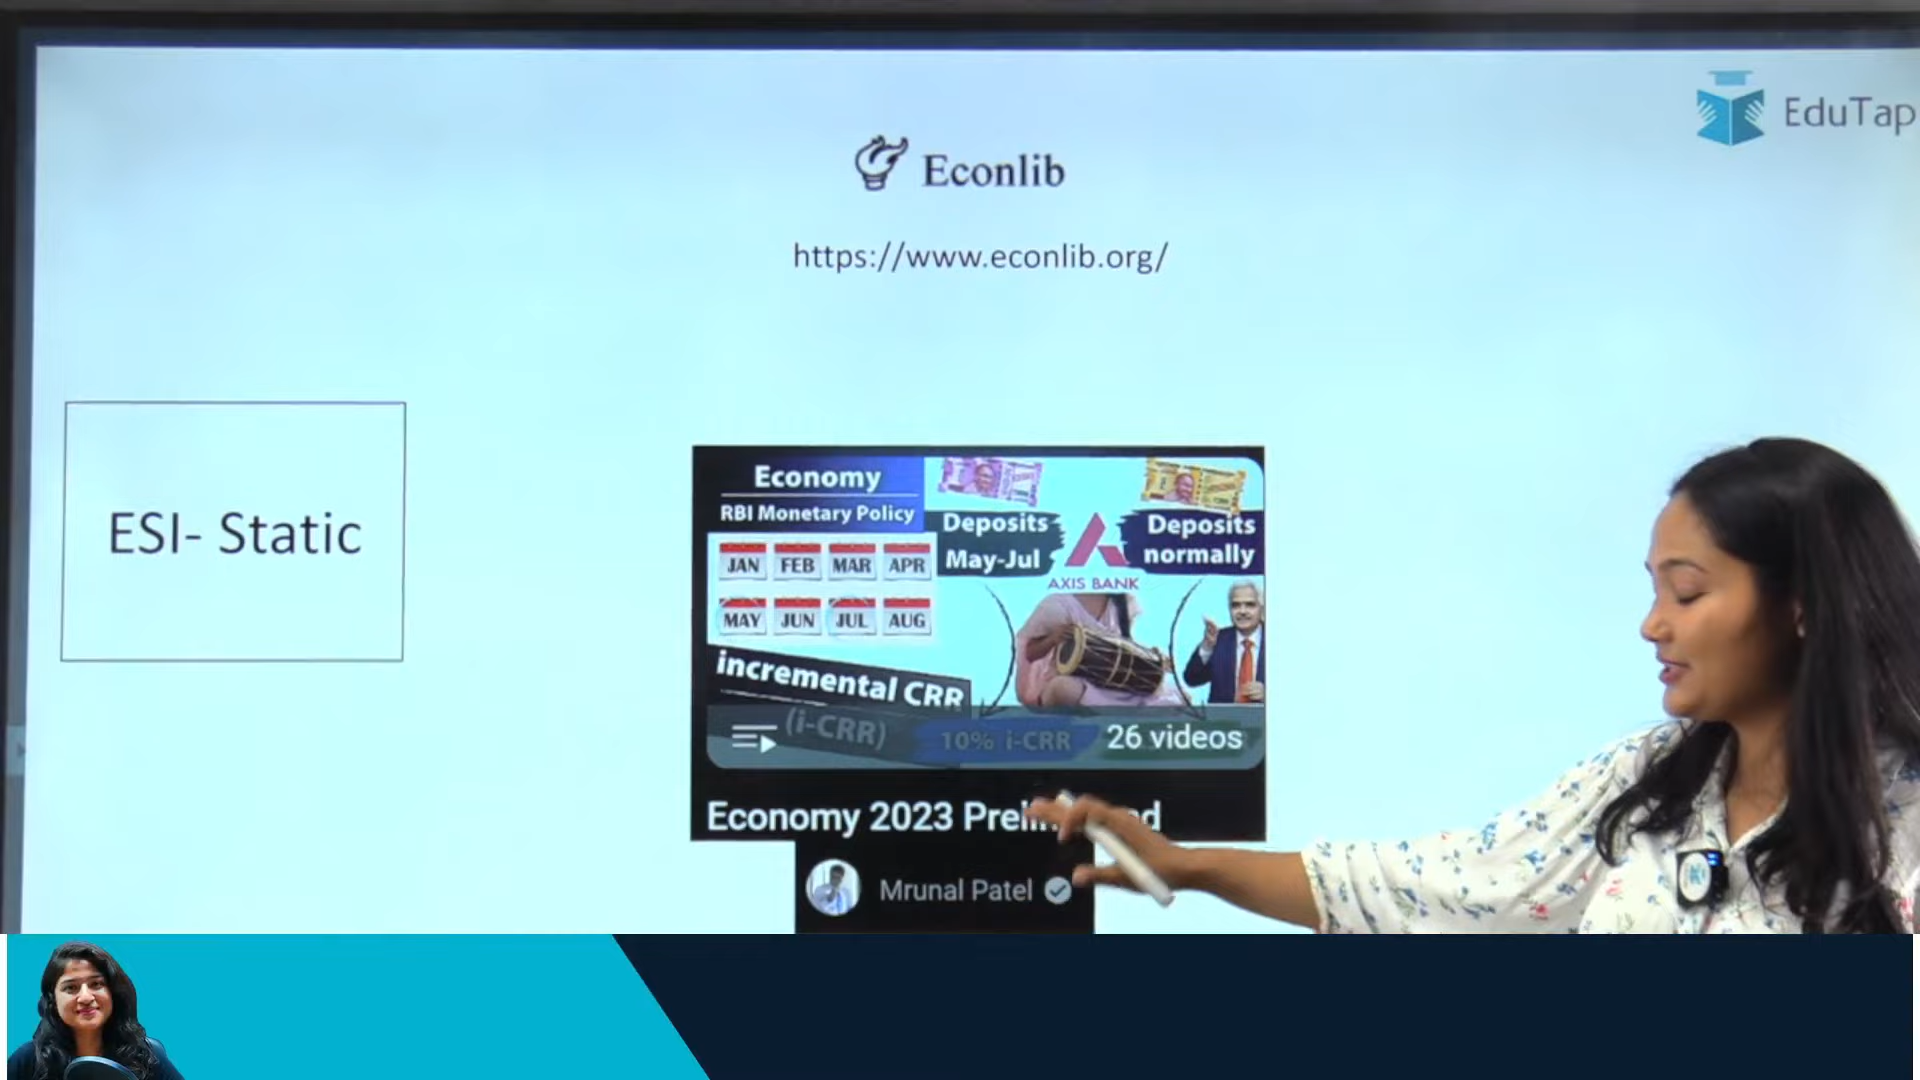 EduTap
Econlib
https://www.econlib.org/
ESI- Static
Economy
RBI Monetary Policy
JAN FEB MAR APR
MAY JUN JUL AUG
incremental CRR
(i-CRR)
Deposits
May-Jul
AXIS BANK
Deposits
normally
10% i-CRR
26 videos
Economy 2023
Mrunal Patel